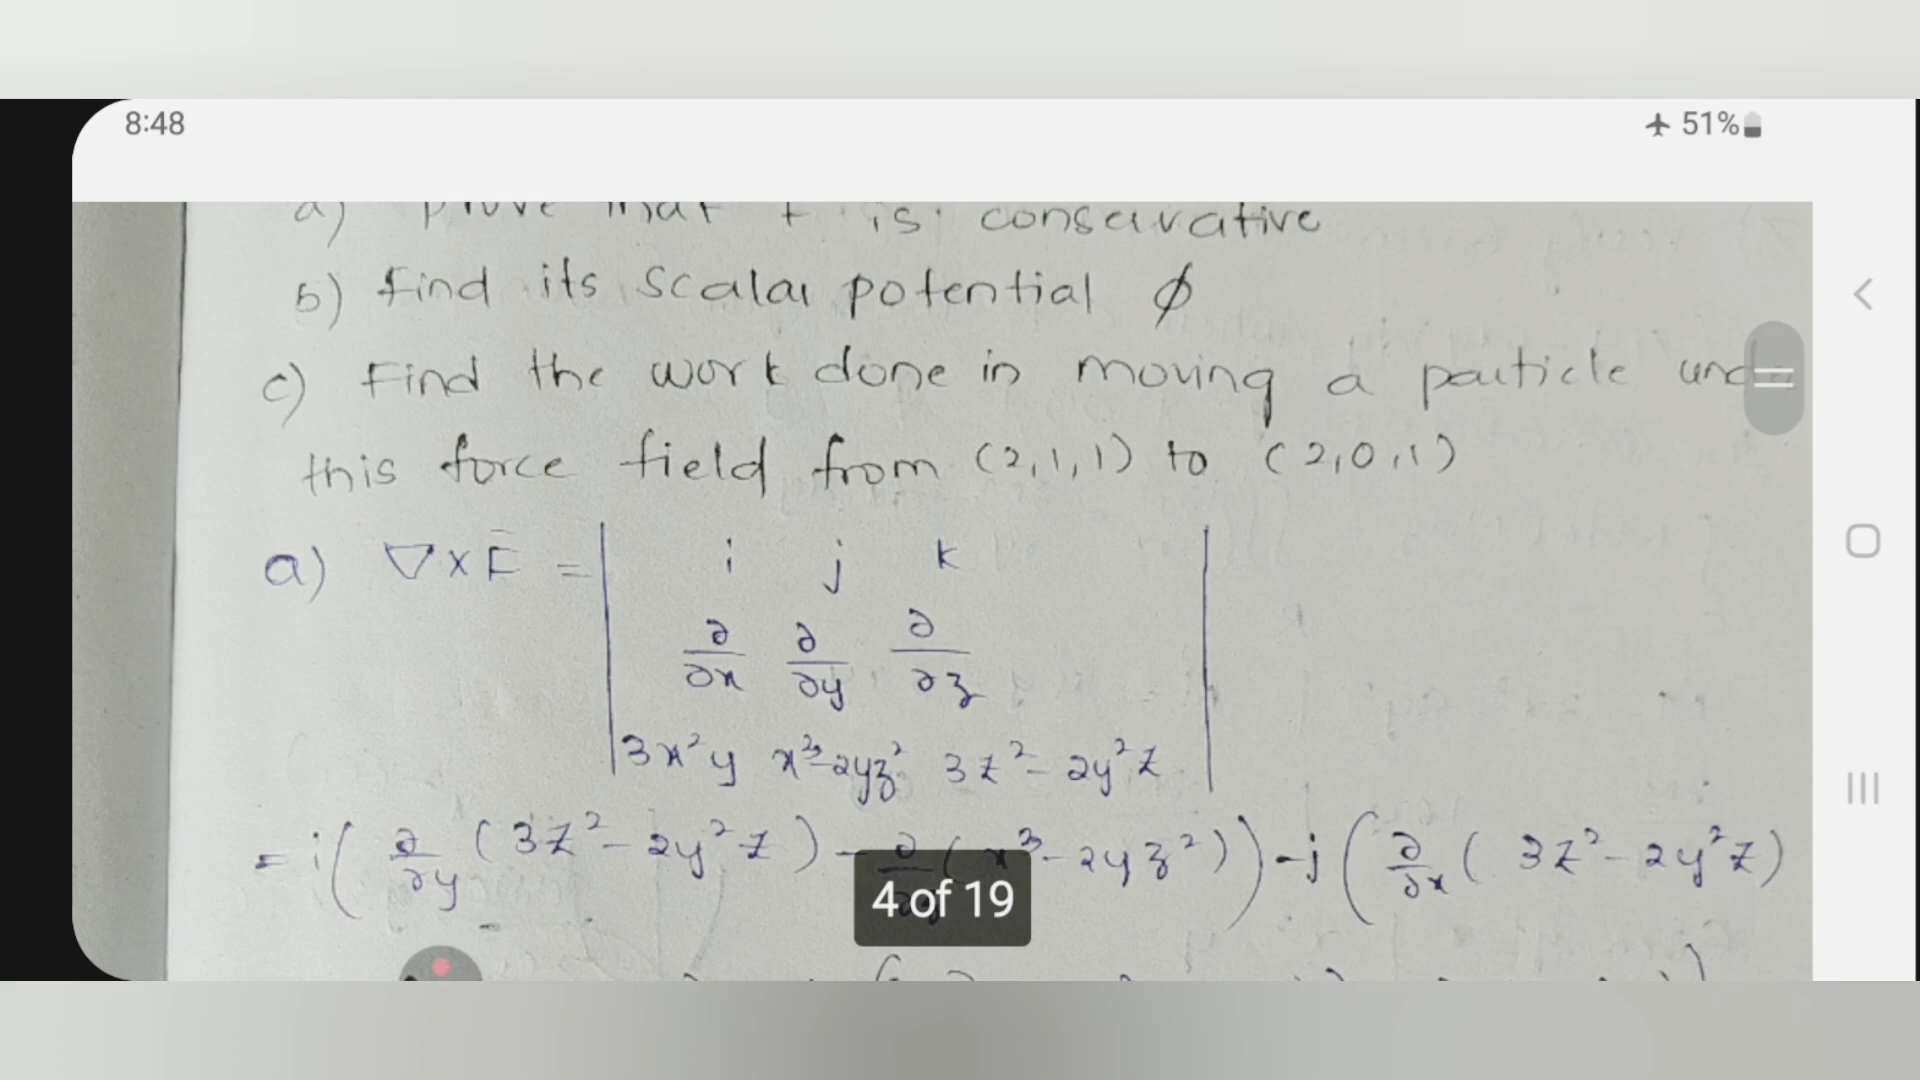 8:48
51%
a) prove that F is conservative
b) find its scalar potential ϕ
c) Find the work done in moving a particle
this force field from (2,1,1) to (2,0,1)
a) ∇×F̄ = | i j k
∂/∂x ∂/∂y ∂/∂z
3x²y x³-2yz² 3z²-2y²z |
= i(∂/∂y (3z²-2y²z) - ∂ ( x³-2yz²)) -j(∂/∂x ( 3z²-2y²z)
4 of 19